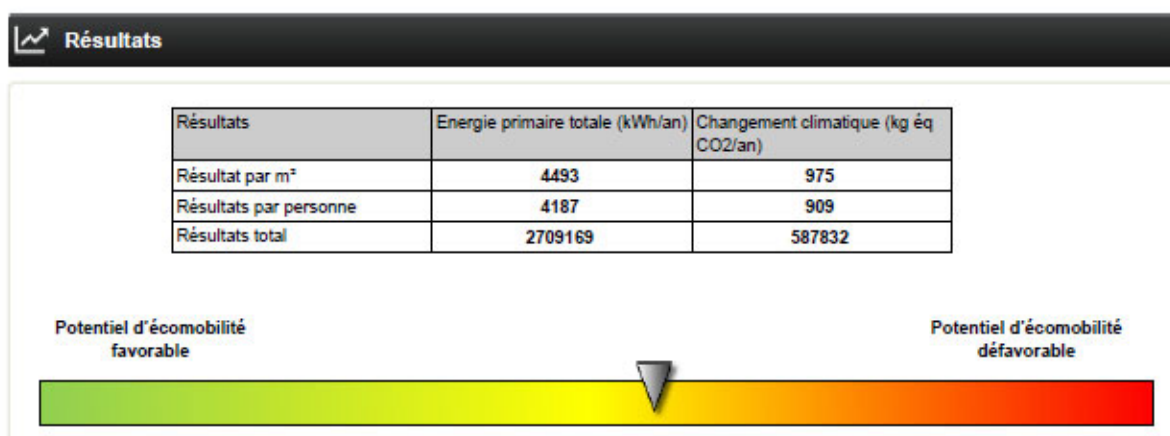 Résultats
Résultats Energie primaire totale (kWh/an) Changement climatique (kg éq
CO2/an)
Résultat par m² 4493 975
Résultats par personne 4187 909
Résultats total 2709169 587832
Potentiel d'écomobilité
favorable
Potentiel d'écomobilité
défavorable